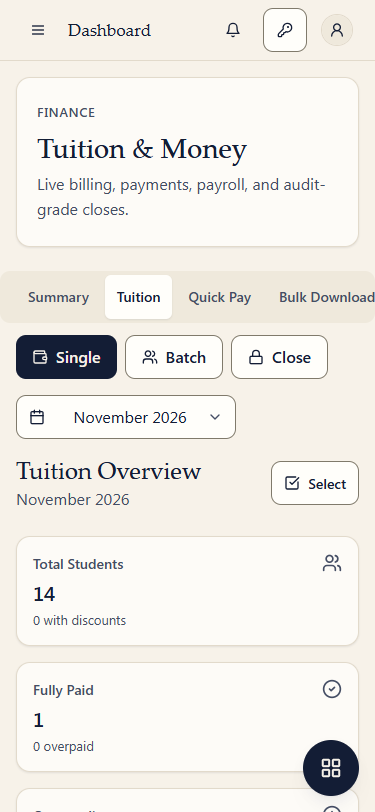 Dashboard
FINANCE
Tuition & Money
Live billing, payments, payroll, and audit-
grade closes.
Summary Tuition Quick Pay Bulk Download
Single Batch Close
November 2026
Tuition Overview
November 2026
Select
Total Students
14
0 with discounts
Fully Paid
1
0 overpaid